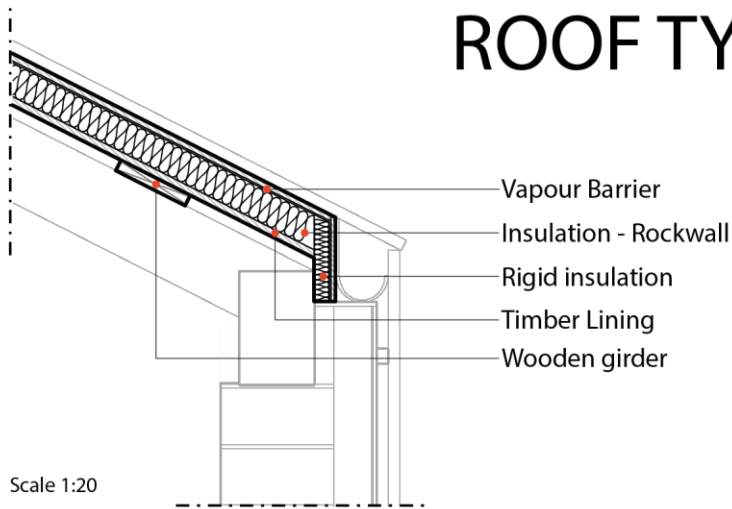 ROOF TY
Vapour Barrier
Insulation - Rockwall
Rigid insulation
Timber Lining
Wooden girder
Scale 1:20